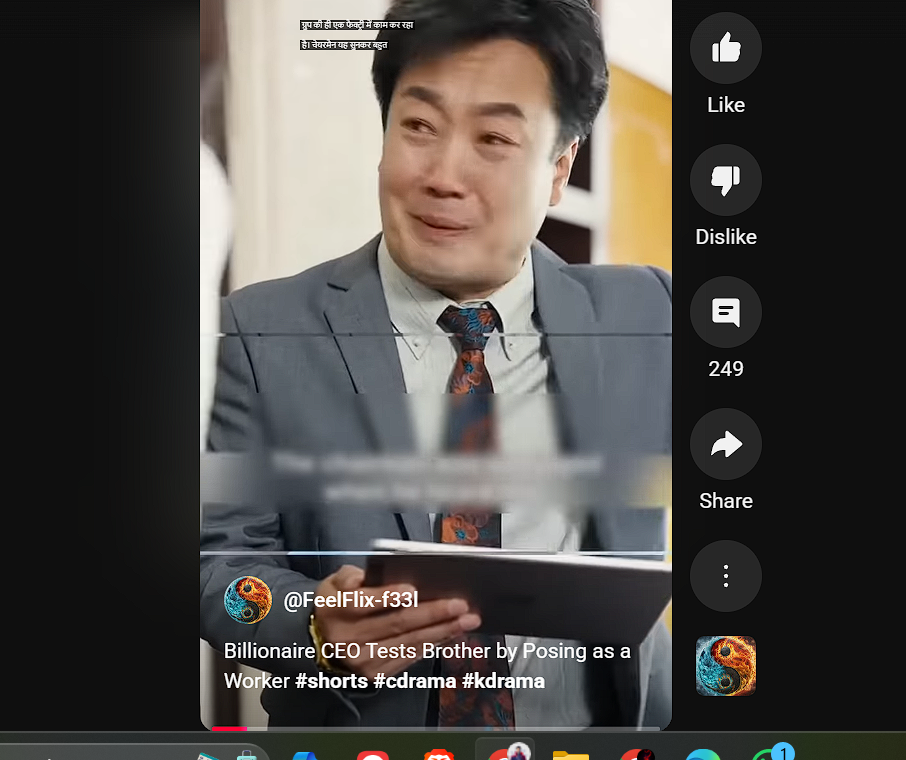 ग्रुप की ही एक फैक्ट्री में काम कर रहा
है। चेयरमैन यह सुनकर बहुत
Like
Dislike
249
Share
@FeelFlix-f33l
Billionaire CEO Tests Brother by Posing as a
Worker #shorts #cdrama #kdrama
1